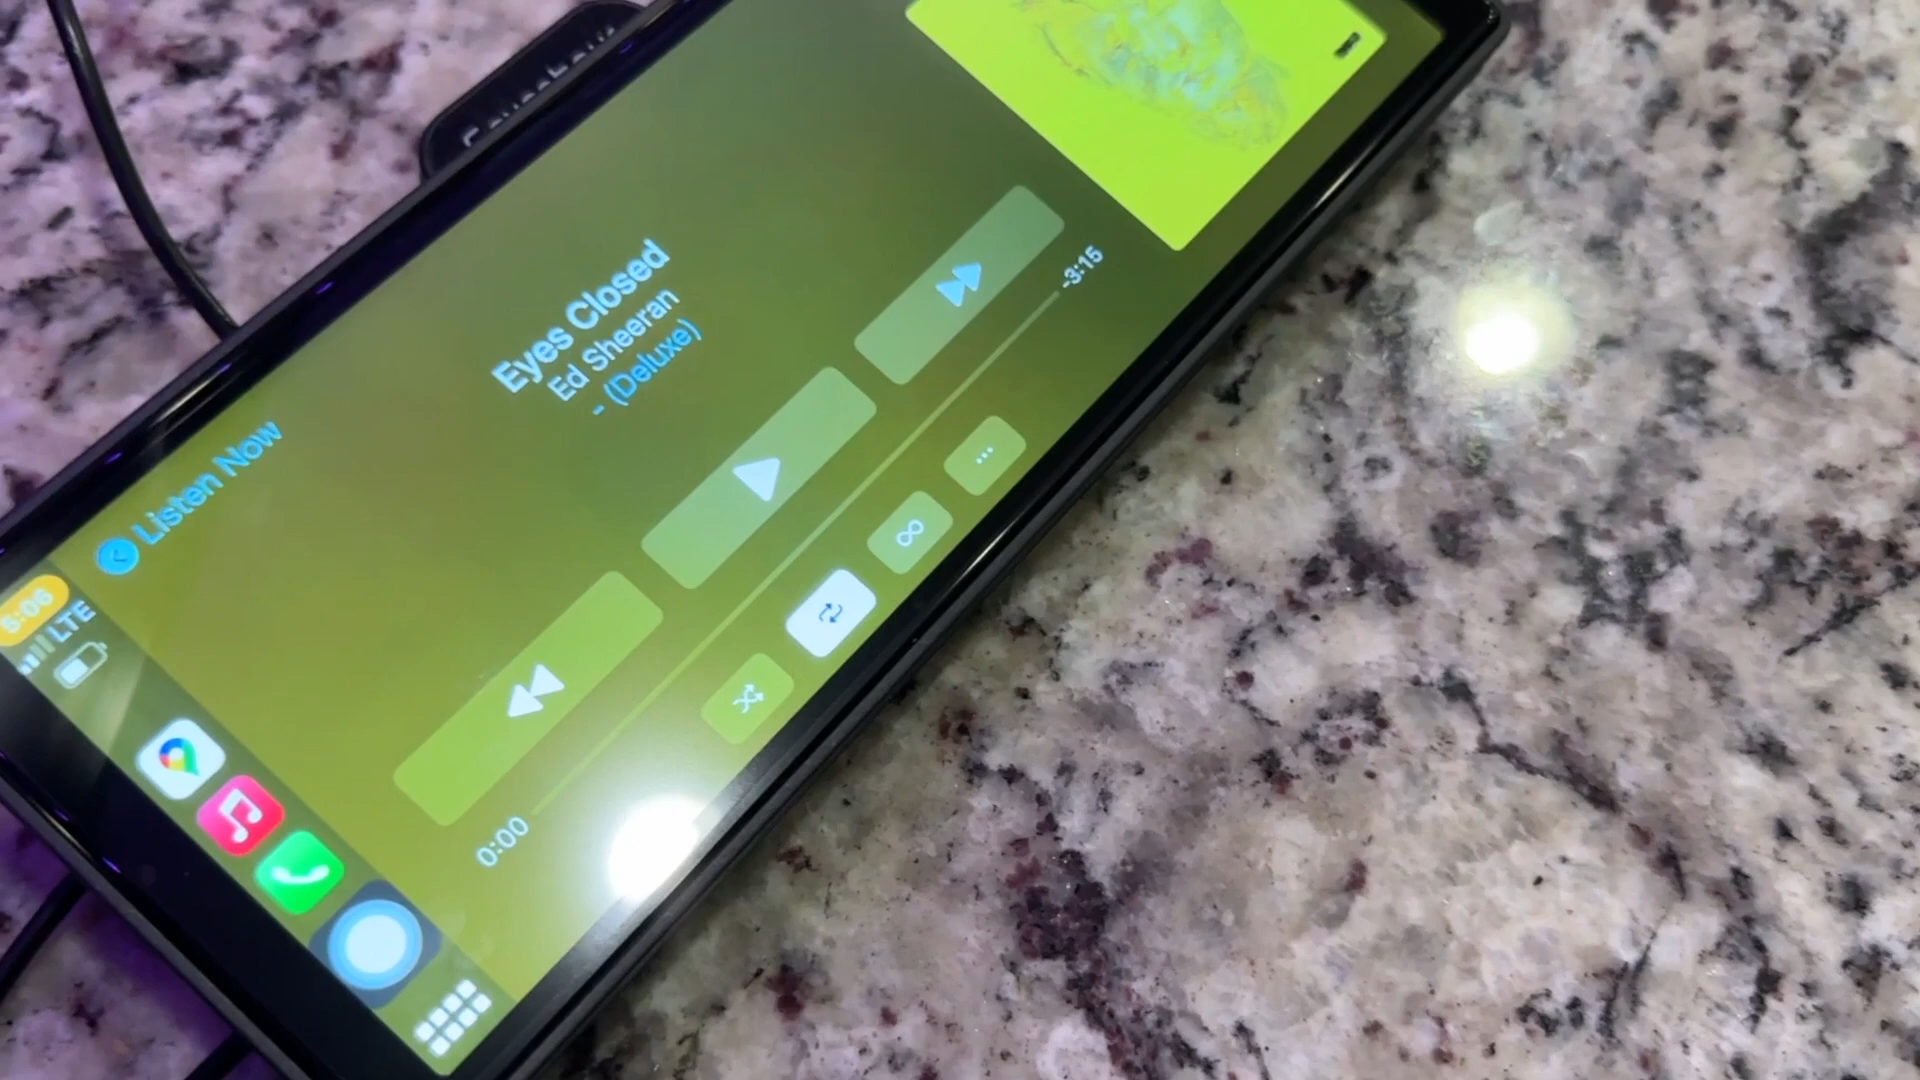 Listen Now
Eyes Closed
Ed Sheeran
- (Deluxe)
0:00
-3:15
5:06
LTE